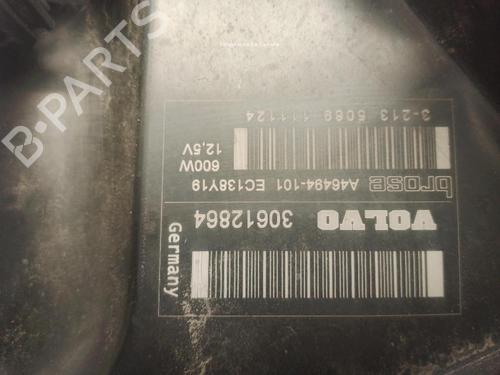 B-PARTS
Germany
VOLVO 30612864
brose A46494-101 EC138Y19
600W
12,5V
3-213 5089 111124